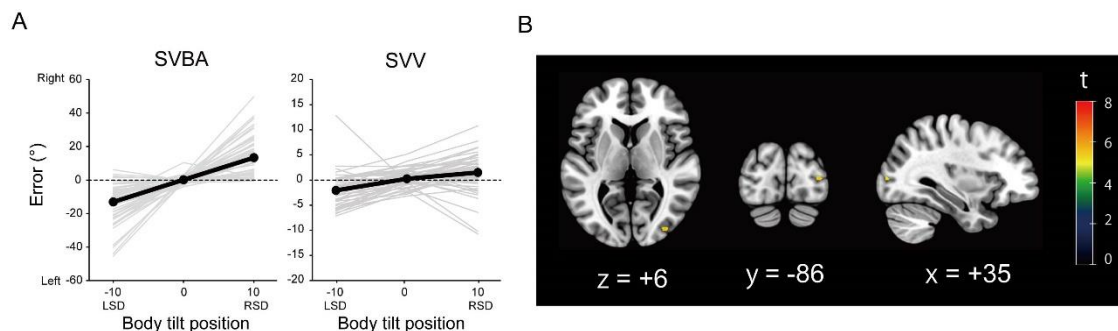 A
B
SVBA
SVV
Error (°)
Right
60
40
20
0
-20
-40
Left
-60
-10
0
10
LSD
RSD
Body tilt position
20
15
10
5
0
-5
-10
-15
-20
-10
0
10
LSD
RSD
Body tilt position
z = +6
y = -86
x = +35
t
8
6
4
2
0